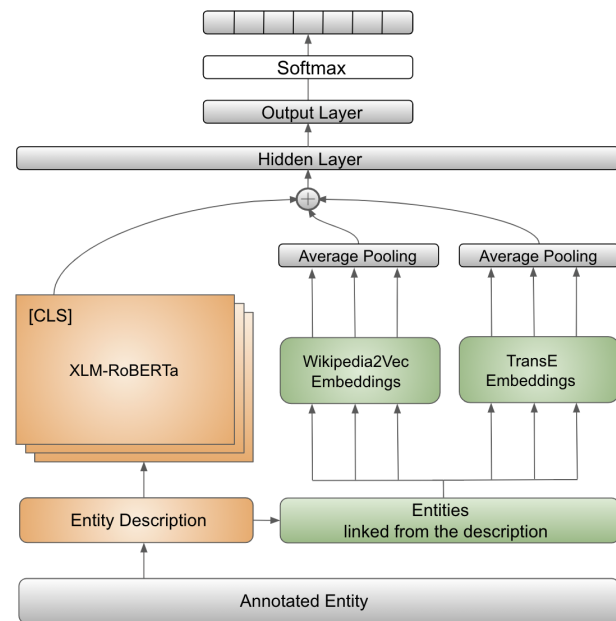 Softmax
Output Layer
Hidden Layer
Average Pooling
Average Pooling
[CLS]
XLM-RoBERTa
Wikipedia2Vec
Embeddings
TransE
Embeddings
Entity Description
Entities
linked from the description
Annotated Entity